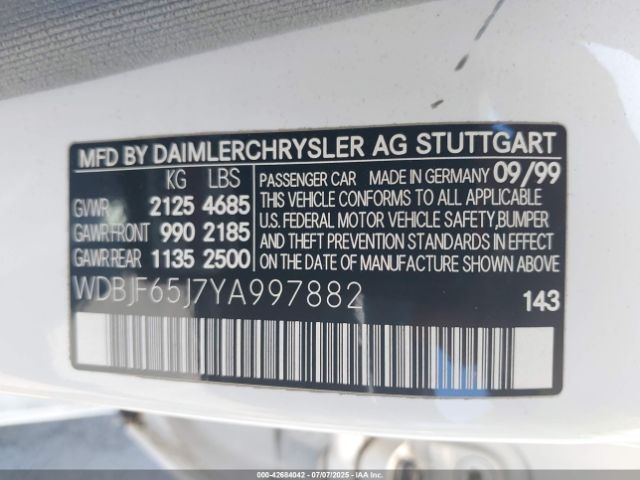 MFD BY DAIMLERCHRYSLER AG STUTTGART
KG LBS
GVWR 2125 4685
GAWR FRONT 990 2185
GAWR REAR 1135 2500
PASSENGER CAR MADE IN GERMANY 09/99
THIS VEHICLE CONFORMS TO ALL APPLICABLE
U.S. FEDERAL MOTOR VEHICLE SAFETY,BUMPER
AND THEFT PREVENTION STANDARDS IN EFFECT
ON THE DATE OF MANUFACTURE SHOWN ABOVE
WDBJF65J7YA997882
143
000-42684042 - 07/07/2025 - IAAI.COM